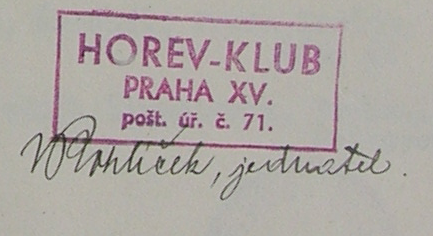 HOREV-KLUB
PRAHA XV.
pošt. úř. č. 71.
jednatel.